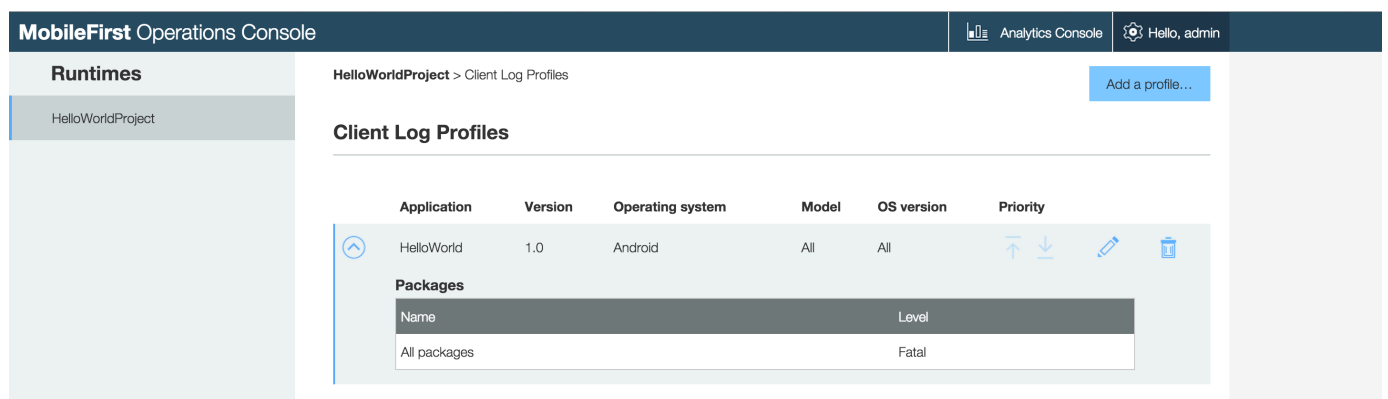 MobileFirst Operations Console
Analytics Console
Hello, admin
Runtimes
HelloWorldProject
HelloWorldProject > Client Log Profiles
Add a profile...
Client Log Profiles
Application Version Operating system Model OS version Priority
HelloWorld 1.0 Android All All
Packages
Name Level
All packages Fatal